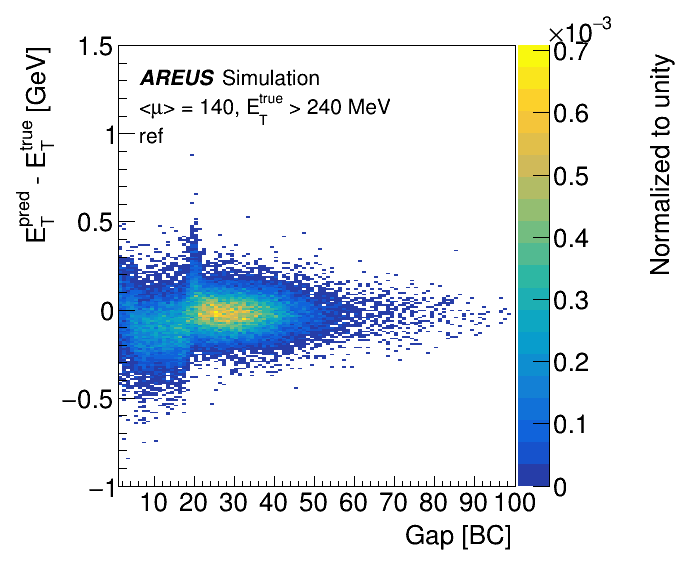 ×10⁻³
1.5
1
0.5
0
−0.5
−1
E_T^pred - E_T^true [GeV]
AREUS Simulation
<μ> = 140, E_T^true > 240 MeV
ref
10 20 30 40 50 60 70 80 90 100
Gap [BC]
0.7
0.6
0.5
0.4
0.3
0.2
0.1
0
Normalized to unity